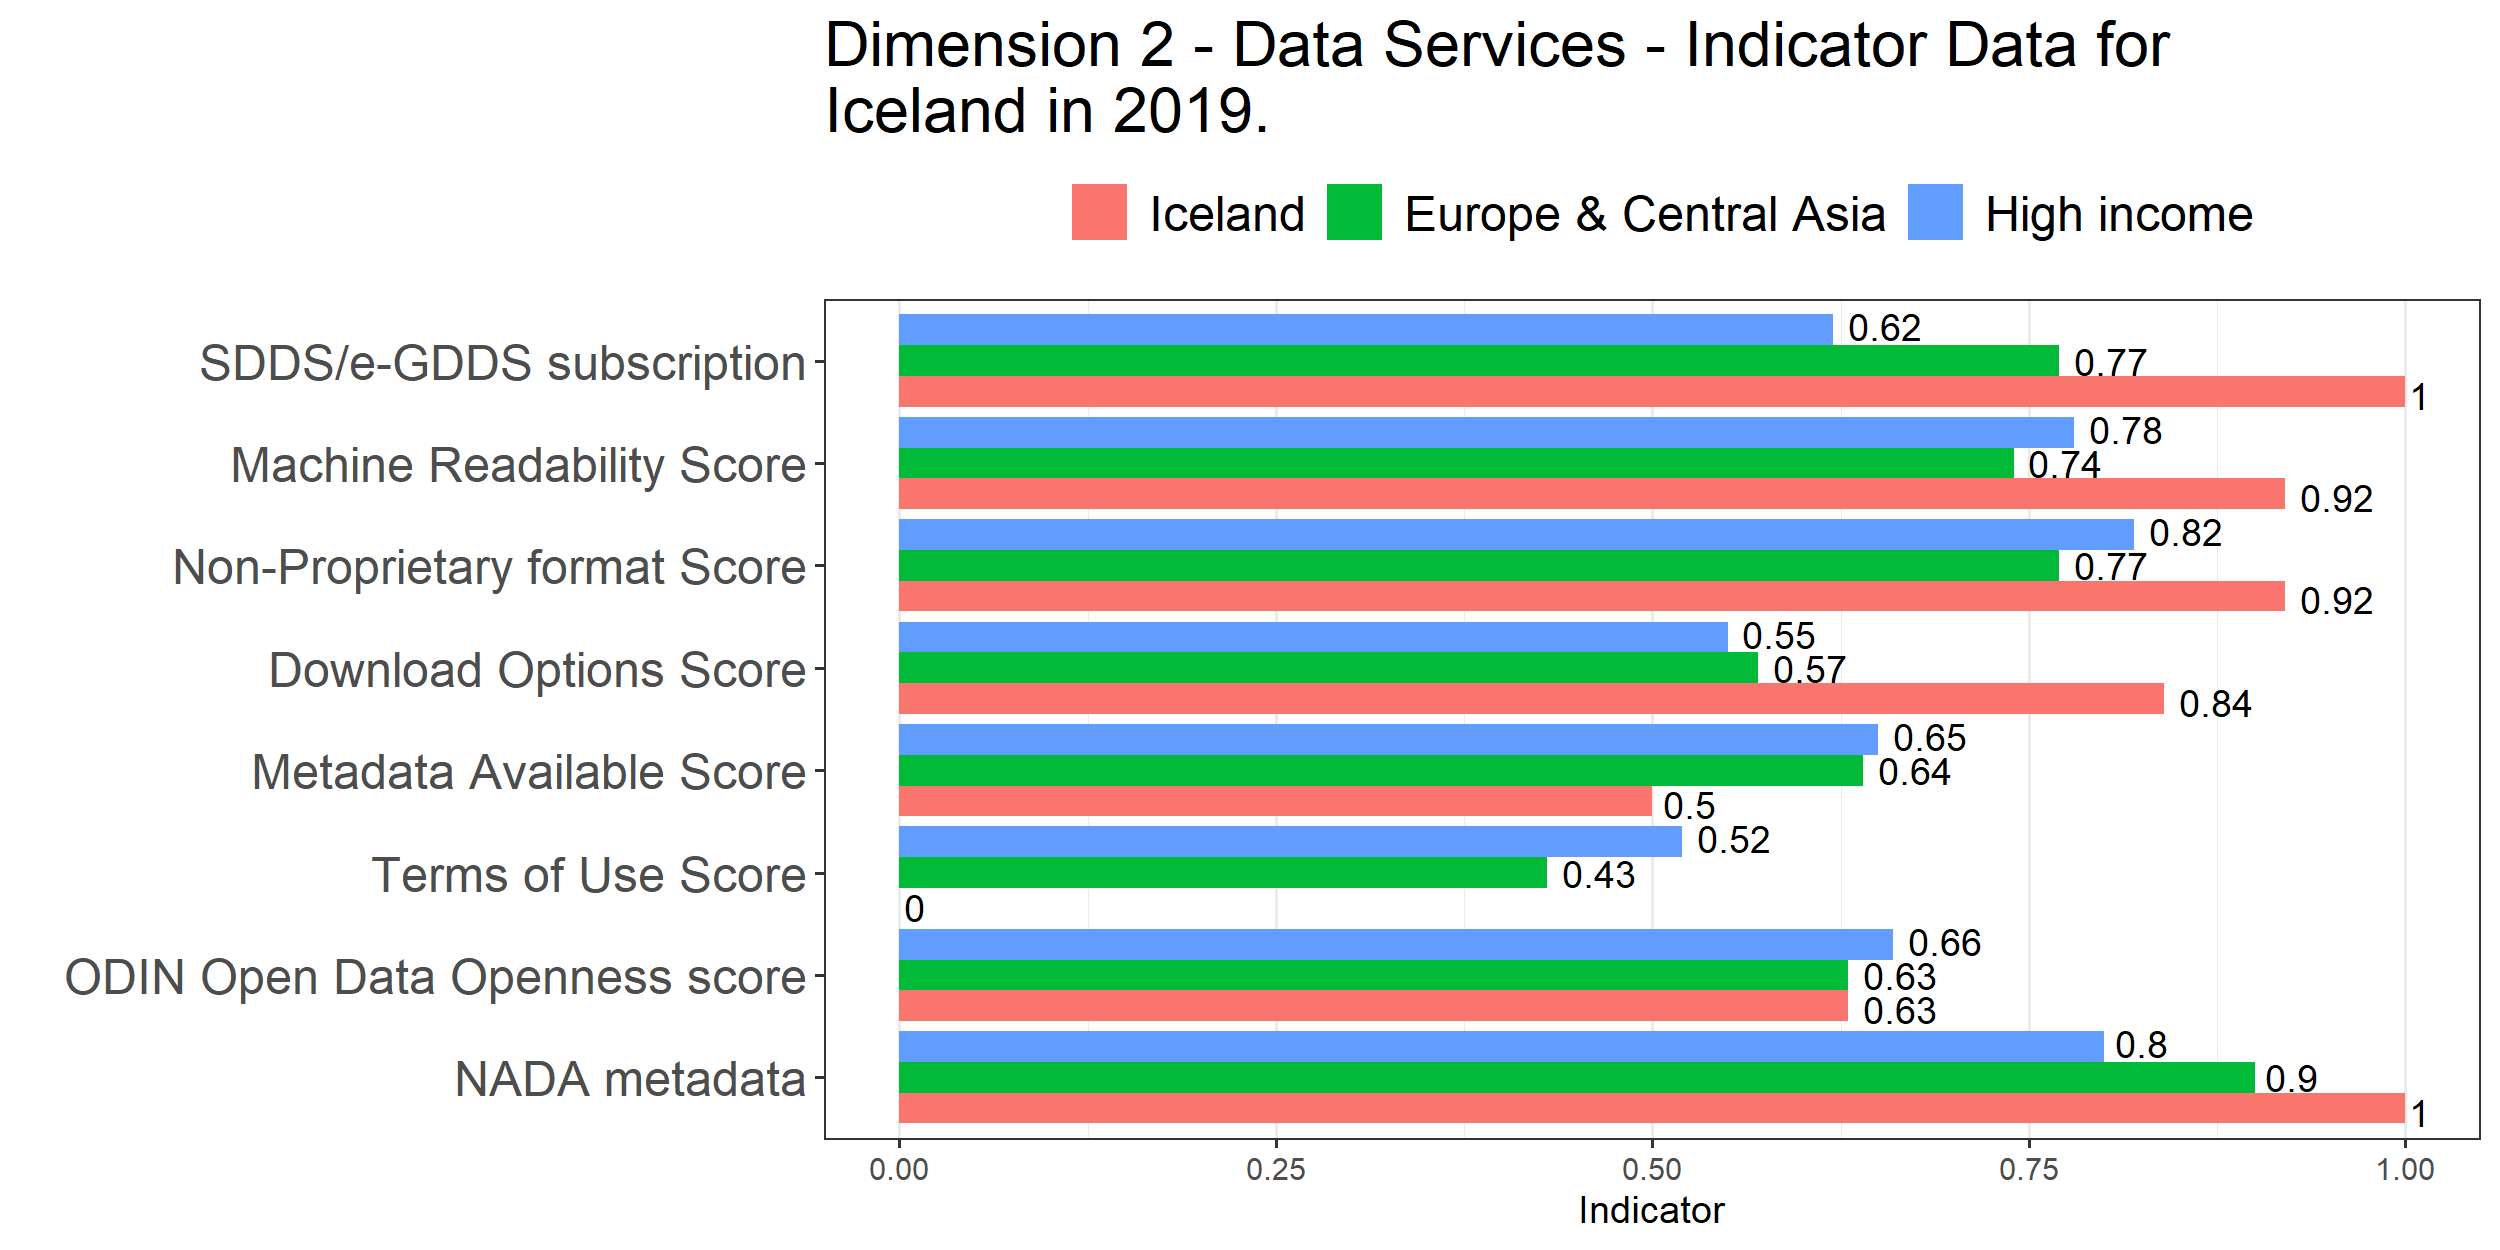 Dimension 2 - Data Services - Indicator Data for
Iceland in 2019.
Iceland
Europe & Central Asia
High income
SDDS/e-GDDS subscription
0.62
0.77
1
Machine Readability Score
0.78
0.74
0.92
Non-Proprietary format Score
0.82
0.77
0.92
Download Options Score
0.55
0.57
0.84
Metadata Available Score
0.65
0.64
0.5
Terms of Use Score
0.52
0.43
0
ODIN Open Data Openness score
0.66
0.63
0.63
NADA metadata
0.8
0.9
1
0.00
0.25
0.50
0.75
1.00
Indicator